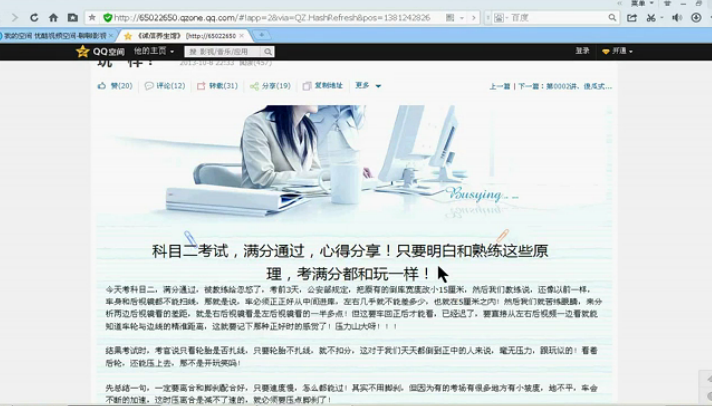 菜单
http://65022650.qzone.qq.com/#!app=2&via=QZ.HashRefresh&pos=1381242826
百度
我的空间 优酷视频空间-聊聊影视
《诚信养生馆》 [http://65022650
QQ空间 他的主页 影视/音乐/应用 登录 开通
玩一样！ 2013-10-8 22:33
赞(20) 评论(12) 转载(31) 分享(19) 复制地址 更多 上一篇 | 下一篇：第0002讲、傻瓜式...
Busying...
科目二考试，满分通过，心得分享！只要明白和熟练这些原
理，考满分都和玩一样！
今天考科目二，满分通过，被教练给忽悠了，考前3天，公安部规定，把原有的倒库宽度改小15厘米，然后我们教练说，还像以前一样，
车身和后视镜都不能扫线，那就是说，车必须正正好从中间进库，左右几乎就不能差多少，也就在5厘米之内！然后我们就苦练眼睛，来分
析两边后视镜看的差距，就是右后视镜看是左后视镜看的一半多点！但这要车回正后才能看，已经迟了，要直接从左右后视频一边看就能
知道车轮与边线的精准距离，这就要记下那种正好时的感觉了！压力山大呀！！！
结果考试时，考官说只看轮胎是否扎线，只要轮胎不扎线，就不扣分，这对于我们天天都倒到正中的人来说，毫无压力，跟玩似的！看着
后轮，还能压上去，那不是开玩笑吗！
先总结一句，一定要离合和脚刹配合好，只要速度慢，怎么都能过！其实不用脚刹，但因为有的考场有很多地方有小坡度，地不平，车会
不断的加速，这时压离合是减不了速的，就必须要压点脚刹了！